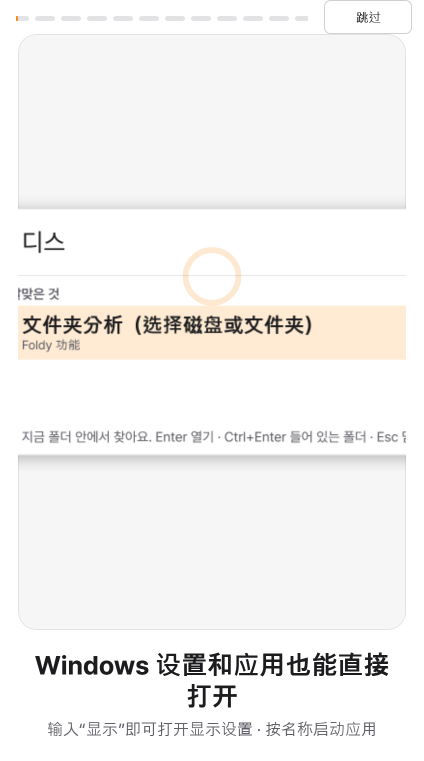 跳过
디스
맞은 것
文件夹分析（选择磁盘或文件夹）
Foldy 功能
지금 폴더 안에서 찾아요. Enter 열기 · Ctrl+Enter 들어 있는 폴더 · Esc
Windows 设置和应用也能直接
打开
输入“显示”即可打开显示设置 · 按名称启动应用